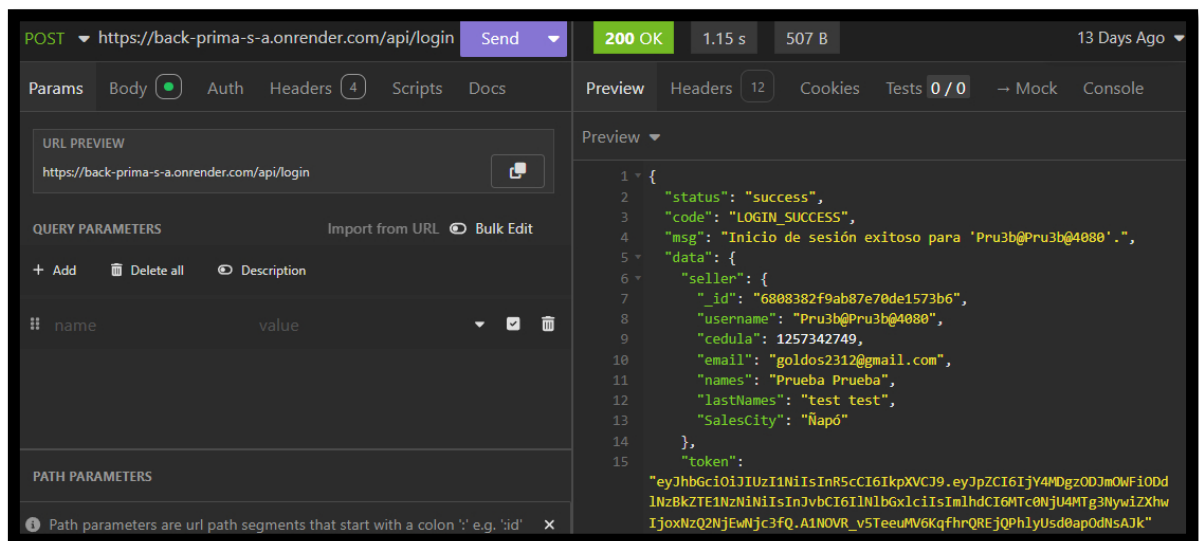 POST https://back-prima-s-a.onrender.com/api/login Send
Params Body Auth Headers 4 Scripts Docs
URL PREVIEW
https://back-prima-s-a.onrender.com/api/login
QUERY PARAMETERS Import from URL Bulk Edit
+ Add Delete all Description
name value
PATH PARAMETERS
Path parameters are url path segments that start with a colon ':' e.g. ':id' ×
200 OK 1.15 s 507 B 13 Days Ago
Preview Headers 12 Cookies Tests 0 / 0 → Mock Console
Preview
1 {
2 "status": "success",
3 "code": "LOGIN_SUCCESS",
4 "msg": "Inicio de sesión exitoso para 'Pru3b@Pru3b@4080'.",
5 "data": {
6 "seller": {
7 "_id": "6808382f9ab87e70de1573b6",
8 "username": "Pru3b@Pru3b@4080",
9 "cedula": 1257342749,
10 "email": "goldos2312@gmail.com",
11 "names": "Prueba Prueba",
12 "lastNames": "test test",
13 "SalesCity": "Ñapó"
14 },
15 "token":
"eyJhbGciOiJIUzI1NiIsInR5cCI6IkpXVCJ9.eyJpZCI6IjY4MDgzODJmOWFiODd
lNzBkZTE1NzNiNiIsInJvbCI6IlNlbGxlciIsImlhdCI6MTc0NjU4MTg3NywiZXhw
IjoxNzQ2NjEwNjc3fQ.A1NOVR_v5TeeuMV6KqfhrQREjQPhlyUsd0apOdNsAJk"